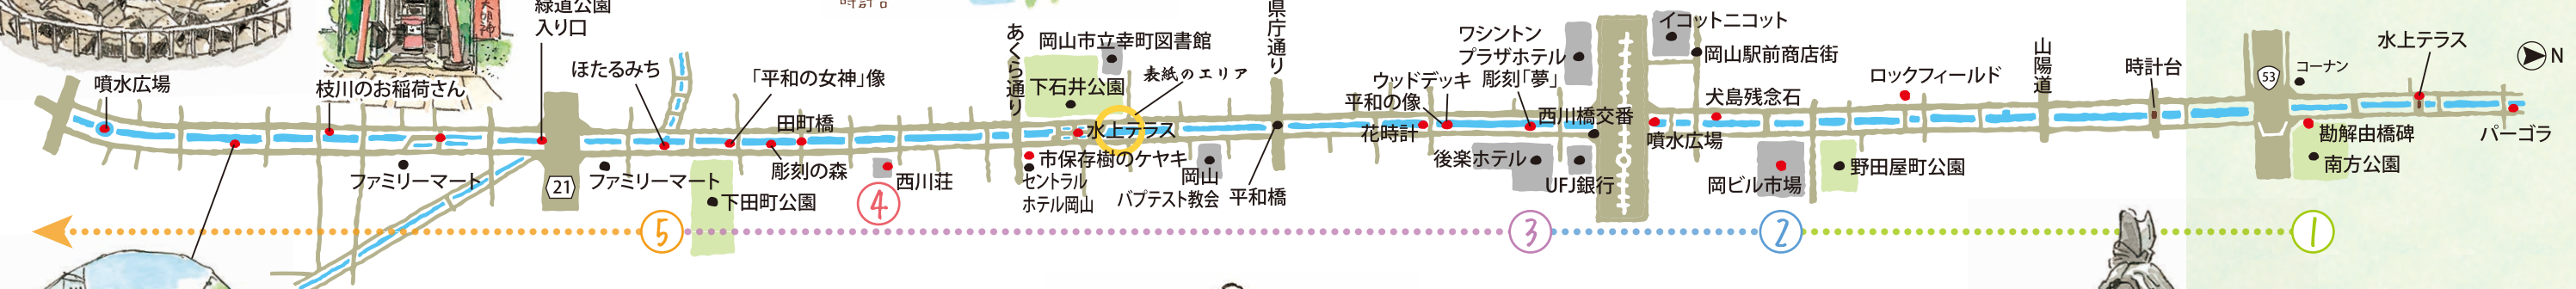 時計台
大明神
緑道公園
入り口
噴水広場
枝川のお稲荷さん
ほたるみち
「平和の女神」像
田町橋
あくら通り
岡山市立幸町図書館
下石井公園
表紙のエリア
水上テラス
県庁通り
ワシントン
プラザホテル
彫刻「夢」
ウッドデッキ
平和の像
花時計
西川橋交番
イコットニコット
岡山駅前商店街
噴水広場
犬島残念石
ロックフィールド
山陽道
時計台
53
コーナン
水上テラス
N
勘解由橋碑
南方公園
パーゴラ
ファミリーマート
21
ファミリーマート
下田町公園
彫刻の森
西川荘
市保存樹のケヤキ
セントラル
ホテル岡山
岡山
バプテスト教会
平和橋
後楽ホテル
UFJ銀行
岡ビル市場
野田屋町公園
5
4
3
2
1